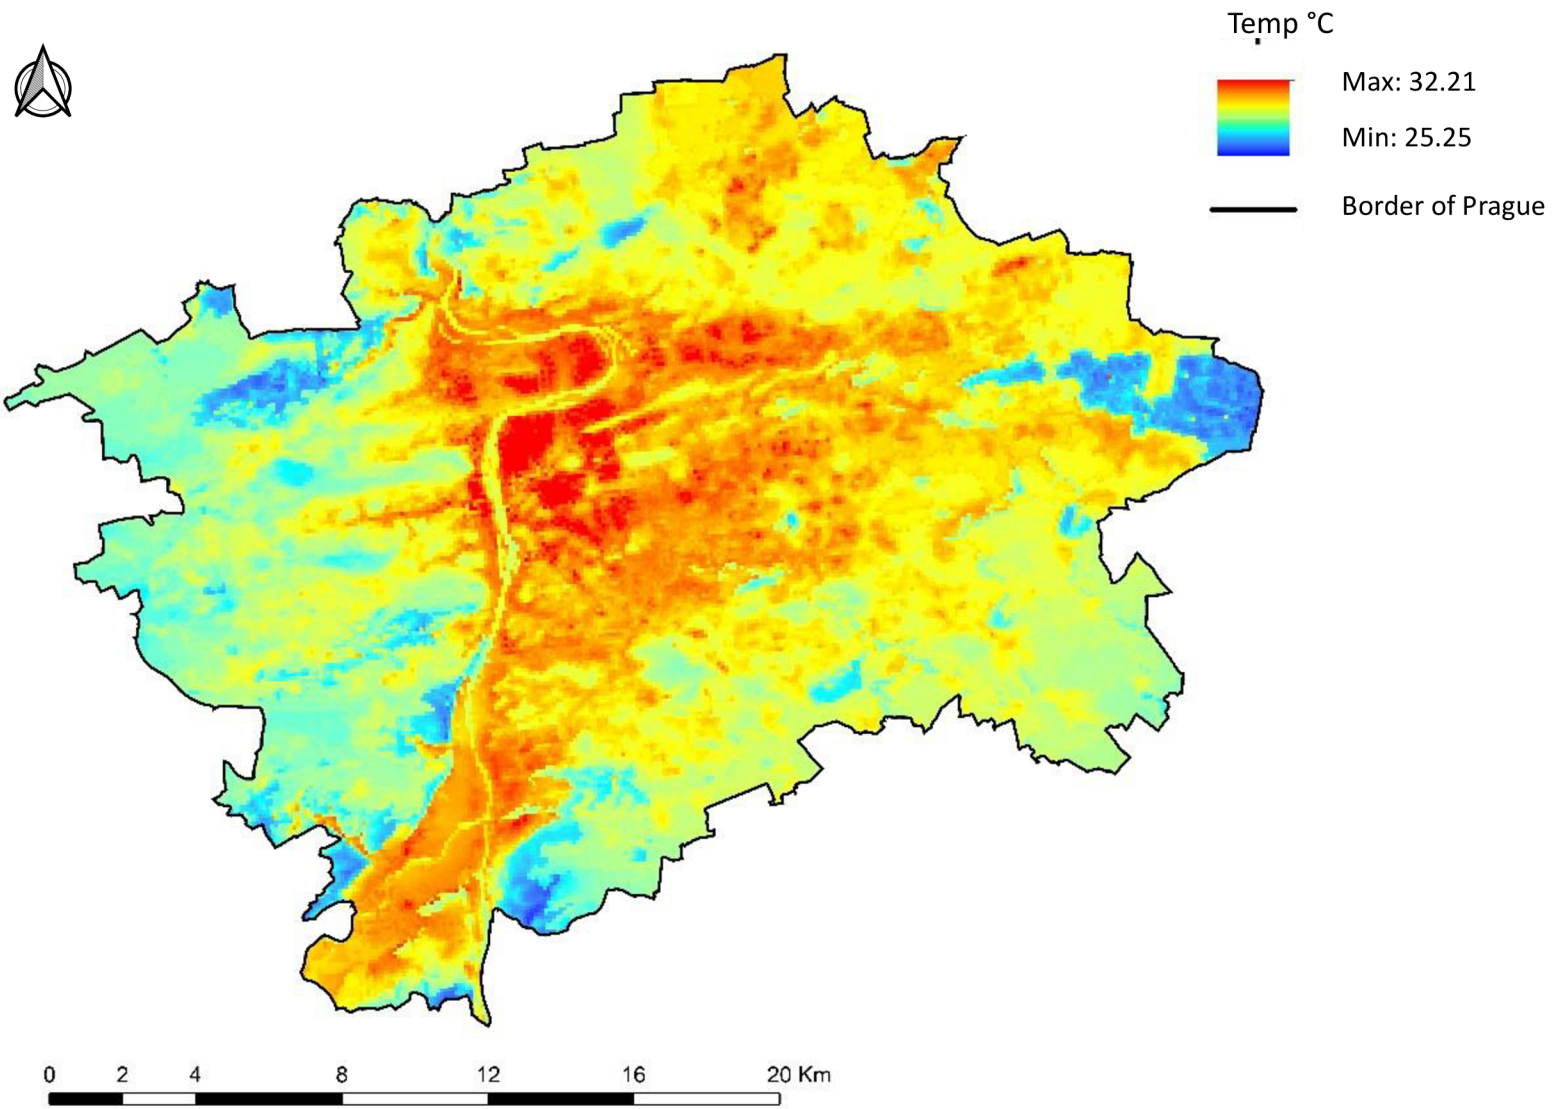 Temp °C
Max: 32.21
Min: 25.25
Border of Prague
0 2 4 8 12 16 20 Km